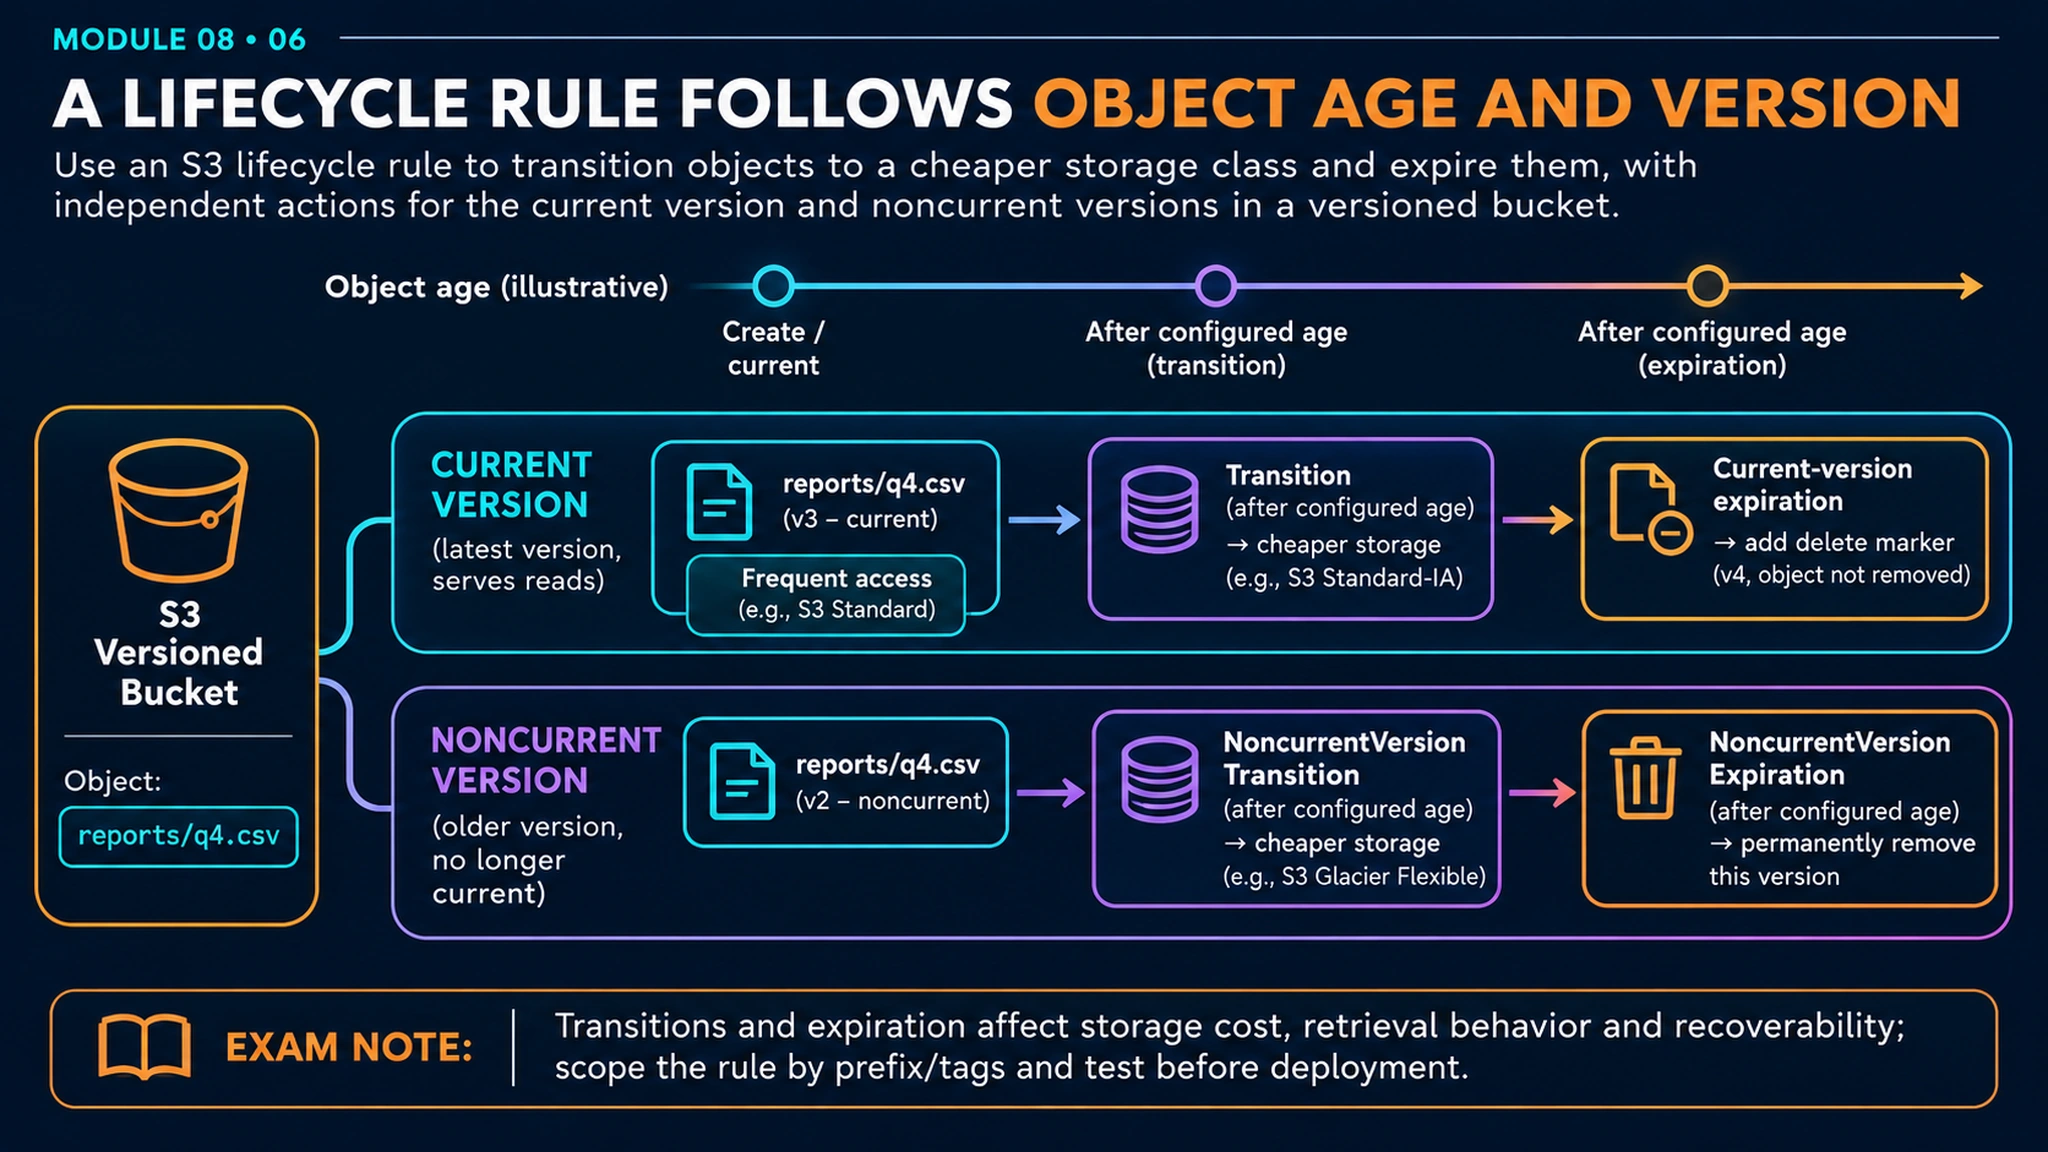 MODULE 08 • 06
A LIFECYCLE RULE FOLLOWS OBJECT AGE AND VERSION
Use an S3 lifecycle rule to transition objects to a cheaper storage class and expire them, with
independent actions for the current version and noncurrent versions in a versioned bucket.
Object age (illustrative)
Create /
current
After configured age
(transition)
After configured age
(expiration)
S3
Versioned
Bucket
Object:
reports/q4.csv
CURRENT
VERSION
(latest version,
serves reads)
reports/q4.csv
(v3 – current)
Frequent access
(e.g., S3 Standard)
Transition
(after configured age)
→ cheaper storage
(e.g., S3 Standard-IA)
Current-version
expiration
→ add delete marker
(v4, object not removed)
NONCURRENT
VERSION
(older version,
no longer
current)
reports/q4.csv
(v2 – noncurrent)
NoncurrentVersion
Transition
(after configured age)
→ cheaper storage
(e.g., S3 Glacier Flexible)
NoncurrentVersion
Expiration
(after configured age)
→ permanently remove
this version
EXAM NOTE:
Transitions and expiration affect storage cost, retrieval behavior and recoverability;
scope the rule by prefix/tags and test before deployment.